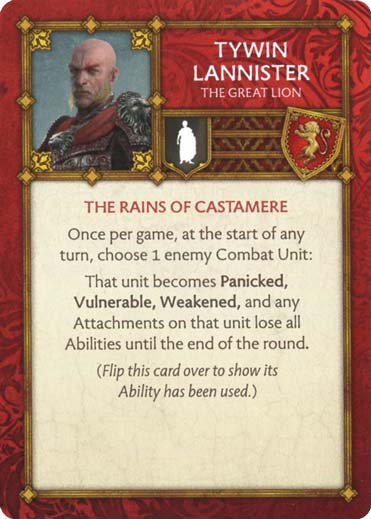 TYWIN
LANNISTER
THE GREAT LION
THE RAINS OF CASTAMERE
Once per game, at the start of any
turn, choose 1 enemy Combat Unit:
That unit becomes Panicked,
Vulnerable, Weakened, and any
Attachments on that unit lose all
Abilities until the end of the round.
(Flip this card over to show its
Ability has been used.)